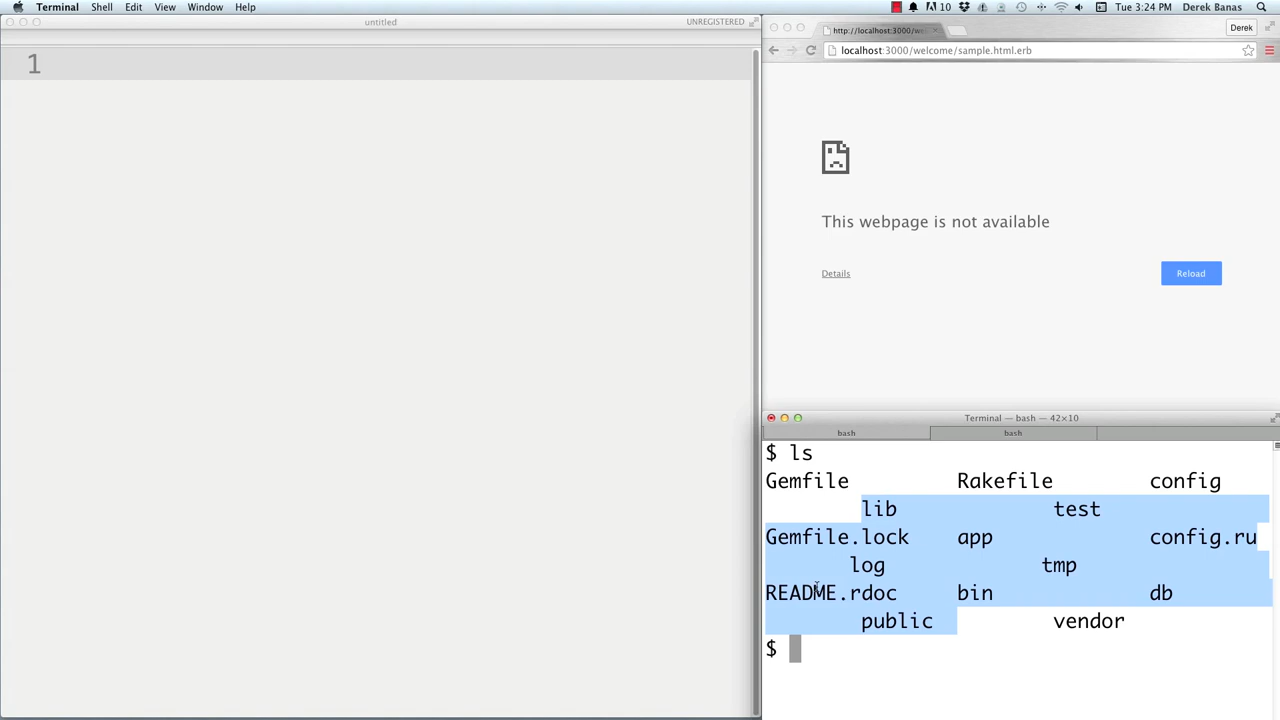 Terminal Shell Edit View Window Help
10 Tue 3:24 PM Derek Banas
untitled UNREGISTERED
1
http://localhost:3000/we Derek
localhost:3000/welcome/sample.html.erb
This webpage is not available
Details Reload
Terminal — bash — 42×10
bash bash
$ ls
Gemfile Rakefile config
lib test
Gemfile.lock app config.ru
log tmp
README.rdoc bin db
public vendor
$